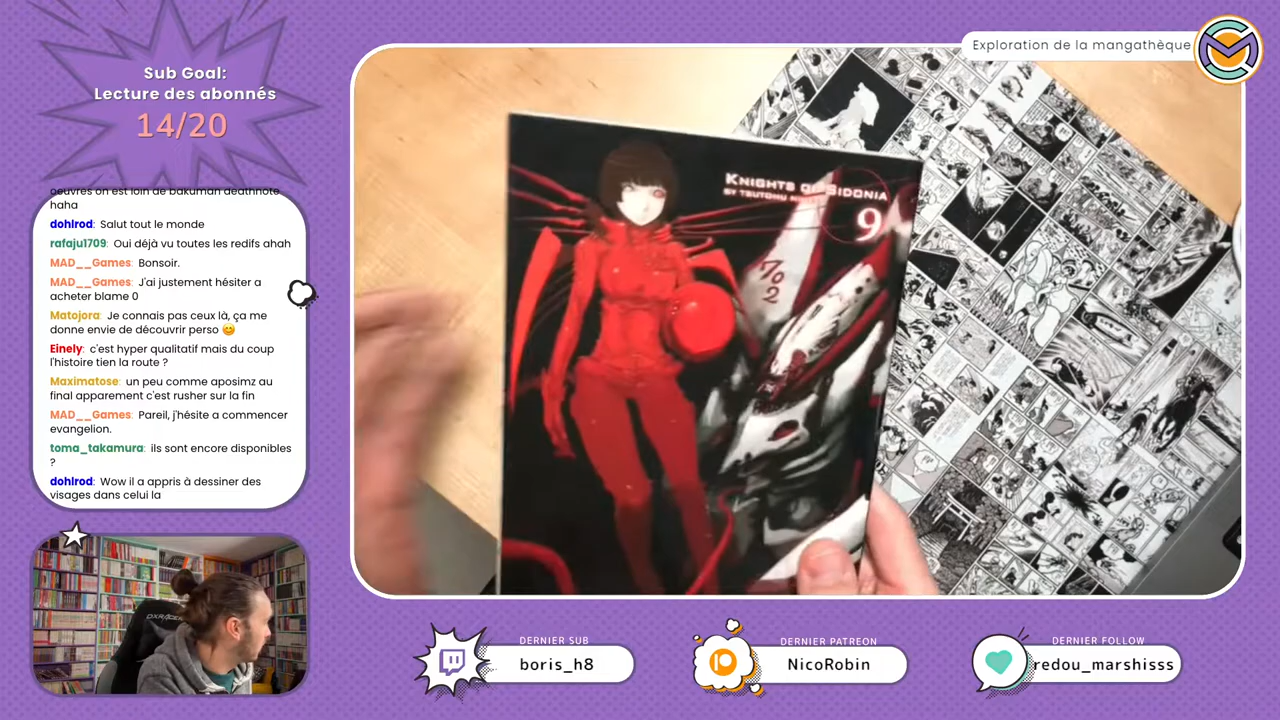 Sub Goal:
Lecture des abonnés
14/20
oeuvres on est loin de bakuman deathnote
haha
dohlrod: Salut tout le monde
rafaju1709: Oui déjà vu toutes les redifs ahah
MAD__Games: Bonsoir.
MAD__Games: J'ai justement hésiter a
acheter blame 0
Matojora: Je connais pas ceux là, ça me
donne envie de découvrir perso
Einely: c'est hyper qualitatif mais du coup
l'histoire tien la route ?
Maximatose: un peu comme aposimz au
final apparement c'est rusher sur la fin
MAD__Games: Pareil, j'hésite a commencer
evangelion.
toma_takamura: ils sont encore disponibles
?
dohlrod: Wow il a appris à dessiner des
visages dans celui la
Exploration de la mangathèque
KNIGHTS OF SIDONIA
BY TSUTOMU
9
702
DXRACER
DERNIER SUB
boris_h8
DERNIER PATREON
NicoRobin
DERNIER FOLLOW
redou_marshisss